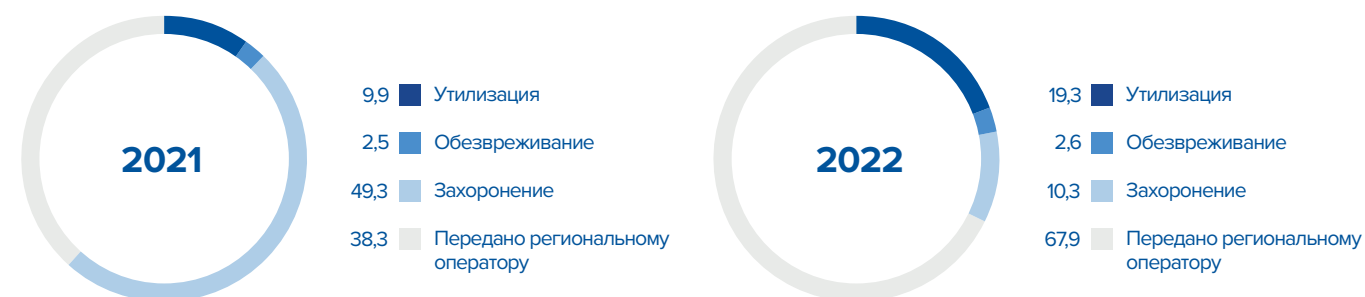 2021
9,9 Утилизация
2,5 Обезвреживание
49,3 Захоронение
38,3 Передано региональному
оператору
2022
19,3 Утилизация
2,6 Обезвреживание
10,3 Захоронение
67,9 Передано региональному
оператору